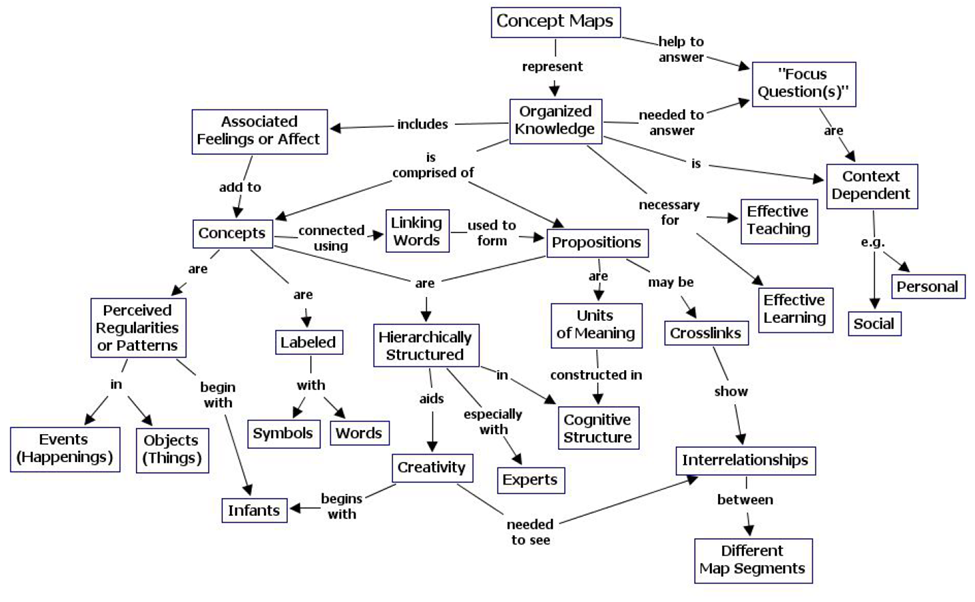 Concept Maps
help to
answer
represent
"Focus
Question(s)"
Organized
Knowledge
needed to
answer
Associated
Feelings or Affect
includes
are
is
comprised of
is
Context
Dependent
add to
necessary
for
Effective
Teaching
Concepts
connected
using
Linking
Words
used to
form
Propositions
e.g.
are
are
are
are
may be
Personal
Perceived
Regularities
or Patterns
Labeled
Hierarchically
Structured
Units
of Meaning
Crosslinks
Effective
Learning
Social
in
begin
with
with
aids
in
constructed in
show
especially
with
Events
(Happenings)
Objects
(Things)
Symbols
Words
Cognitive
Structure
Creativity
Experts
Interrelationships
Infants
begins
with
needed
to see
between
Different
Map Segments